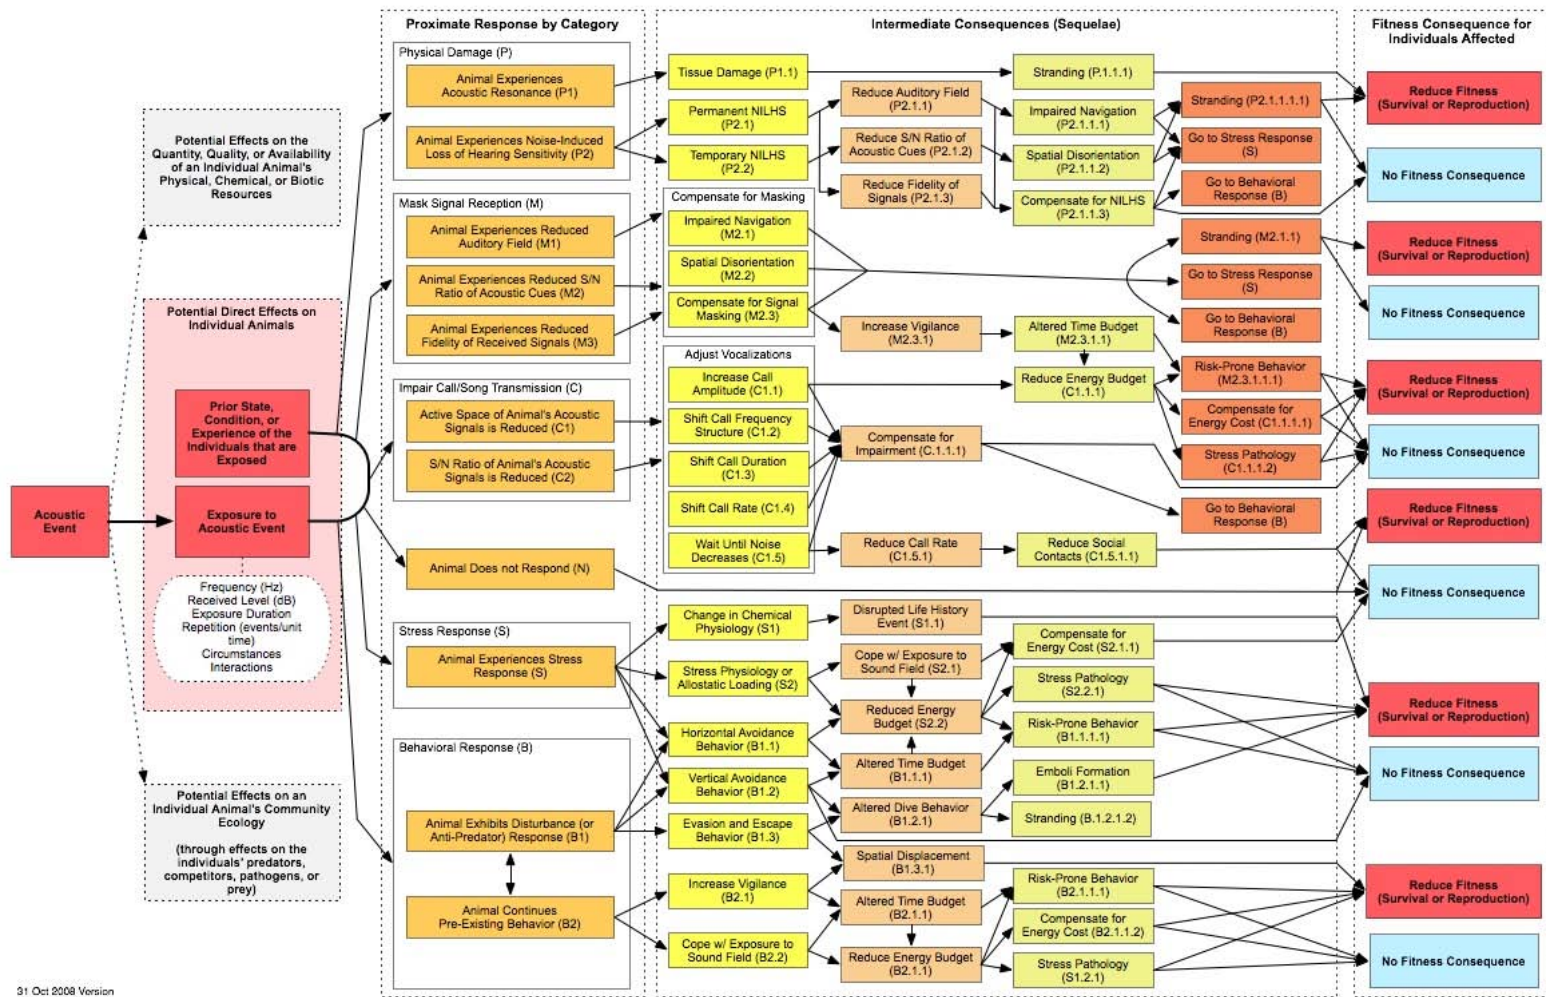 Proximate Response by Category
Intermediate Consequences (Sequelae)
Fitness Consequence for
Individuals Affected
Potential Effects on the
Quantity, Quality, or Availability
of an Individual Animal's
Physical, Chemical, or Biotic
Resources
Potential Direct Effects on
Individual Animals
Prior State,
Condition, or
Experience of the
Individuals that are
Exposed
Acoustic
Event
Exposure to
Acoustic Event
Frequency (Hz)
Received Level (dB)
Exposure Duration
Repetition (events/unit
time)
Circumstances
Interactions
Potential Effects on an
Individual Animal's Community
Ecology
(through effects on the
individuals' predators,
competitors, pathogens, or
prey)
Physical Damage (P)
Animal Experiences
Acoustic Resonance (P1)
Animal Experiences Noise-Induced
Loss of Hearing Sensitivity (P2)
Mask Signal Reception (M)
Animal Experiences Reduced
Auditory Field (M1)
Animal Experiences Reduced S/N
Ratio of Acoustic Cues (M2)
Animal Experiences Reduced
Fidelity of Received Signals (M3)
Impair Call/Song Transmission (C)
Active Space of Animal's Acoustic
Signals is Reduced (C1)
S/N Ratio of Animal's Acoustic
Signals is Reduced (C2)
Animal Does not Respond (N)
Stress Response (S)
Animal Experiences Stress
Response (S)
Behavioral Response (B)
Animal Exhibits Disturbance (or
Anti-Predator) Response (B1)
Animal Continues
Pre-Existing Behavior (B2)
Tissue Damage (P1.1)
Permanent NILHS
(P2.1)
Temporary NILHS
(P2.2)
Compensate for Masking
Impaired Navigation
(M2.1)
Spatial Disorientation
(M2.2)
Compensate for Signal
Masking (M2.3)
Adjust Vocalizations
Increase Call
Amplitude (C1.1)
Shift Call Frequency
Structure (C1.2)
Shift Call Duration
(C1.3)
Shift Call Rate (C1.4)
Wait Until Noise
Decreases (C1.5)
Change in Chemical
Physiology (S1)
Stress Physiology or
Allostatic Loading (S2)
Horizontal Avoidance
Behavior (B1.1)
Vertical Avoidance
Behavior (B1.2)
Evasion and Escape
Behavior (B1.3)
Increase Vigilance
(B2.1)
Cope w/ Exposure to
Sound Field (B2.2)
Reduce Auditory Field
(P2.1.1)
Reduce S/N Ratio of
Acoustic Cues (P2.1.2)
Reduce Fidelity of
Signals (P2.1.3)
Increase Vigilance
(M2.3.1)
Compensate for
Impairment (C.1.1.1)
Reduce Call Rate
(C1.5.1)
Disrupted Life History
Event (S1.1)
Cope w/ Exposure to
Sound Field (S2.1)
Reduced Energy
Budget (S2.2)
Altered Time Budget
(B1.1.1)
Altered Dive Behavior
(B1.2.1)
Spatial Displacement
(B1.3.1)
Altered Time Budget
(B2.1.1)
Reduce Energy Budget
(B2.1.1)
Stranding (P.1.1.1)
Impaired Navigation
(P2.1.1.1)
Spatial Disorientation
(P2.1.1.2)
Compensate for NILHS
(P2.1.1.3)
Altered Time Budget
(M2.3.1.1)
Reduce Energy Budget
(C1.1.1)
Reduce Social
Contacts (C1.5.1.1)
Compensate for
Energy Cost (S2.1.1)
Stress Pathology
(S2.2.1)
Risk-Prone Behavior
(B1.1.1.1)
Emboli Formation
(B1.2.1.1)
Stranding (B.1.2.1.2)
Risk-Prone Behavior
(B2.1.1.1)
Compensate for
Energy Cost (B2.1.1.2)
Stress Pathology
(S1.2.1)
Stranding (P2.1.1.1.1)
Go to Stress Response
(S)
Go to Behavioral
Response (B)
Stranding (M2.1.1)
Go to Stress Response
(S)
Go to Behavioral
Response (B)
Risk-Prone Behavior
(M2.3.1.1.1)
Compensate for
Energy Cost (C1.1.1.1)
Stress Pathology
(C1.1.1.2)
Go to Behavioral
Response (B)
Reduce Fitness
(Survival or Reproduction)
No Fitness Consequence
Reduce Fitness
(Survival or Reproduction)
No Fitness Consequence
Reduce Fitness
(Survival or Reproduction)
No Fitness Consequence
Reduce Fitness
(Survival or Reproduction)
No Fitness Consequence
Reduce Fitness
(Survival or Reproduction)
No Fitness Consequence
Reduce Fitness
(Survival or Reproduction)
No Fitness Consequence
31 Oct 2008 Version